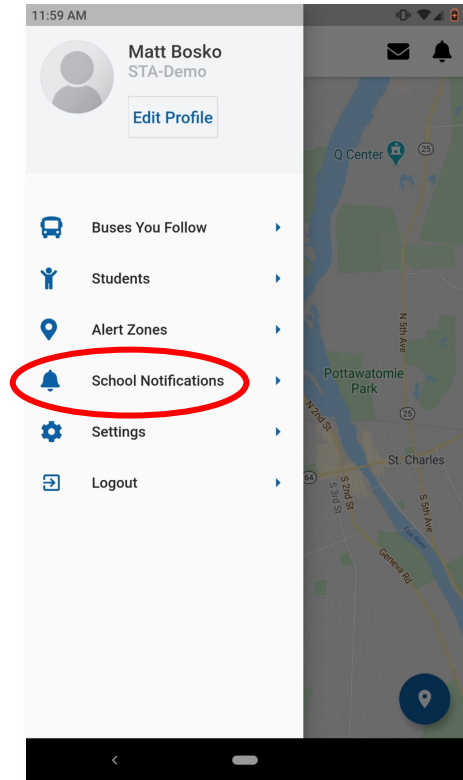 11:59 AM
Matt Bosko
STA-Demo
Edit Profile
Buses You Follow
Students
Alert Zones
School Notifications
Settings
Logout
Q Center
25
N 5th Ave
Pottawatomie
Park
N 2nd St
25
St. Charles
64
S 2nd St
S 3rd St
S 5th Ave
Fox River
Geneva Rd